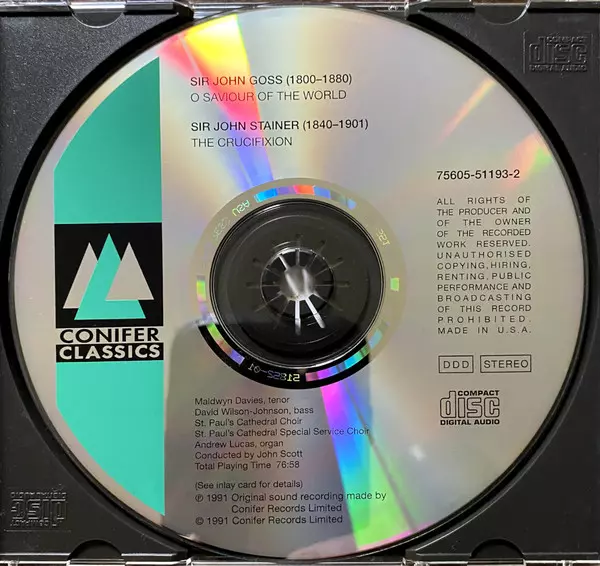 SIR JOHN GOSS (1800–1880)
O SAVIOUR OF THE WORLD
SIR JOHN STAINER (1840–1901)
THE CRUCIFIXION
75605-51193-2
ALL RIGHTS OF
THE PRODUCER AND
OF THE OWNER
OF THE RECORDED
WORK RESERVED.
UNAUTHORISED
COPYING, HIRING,
RENTING, PUBLIC
PERFORMANCE AND
BROADCASTING
OF THIS RECORD
PROHIBITED.
MADE IN U.S.A.
DDD STEREO
COMPACT
disc
DIGITAL AUDIO
CONIFER
CLASSICS
Maldwyn Davies, tenor
David Wilson-Johnson, bass
St. Paul's Cathedral Choir
St. Paul's Cathedral Special Service Choir
Andrew Lucas, organ
Conducted by John Scott
Total Playing Time 76:58
(See inlay card for details)
℗ 1991 Original sound recording made by
Conifer Records Limited
© 1991 Conifer Records Limited
COMPACT
disc
DIGITAL AUDIO